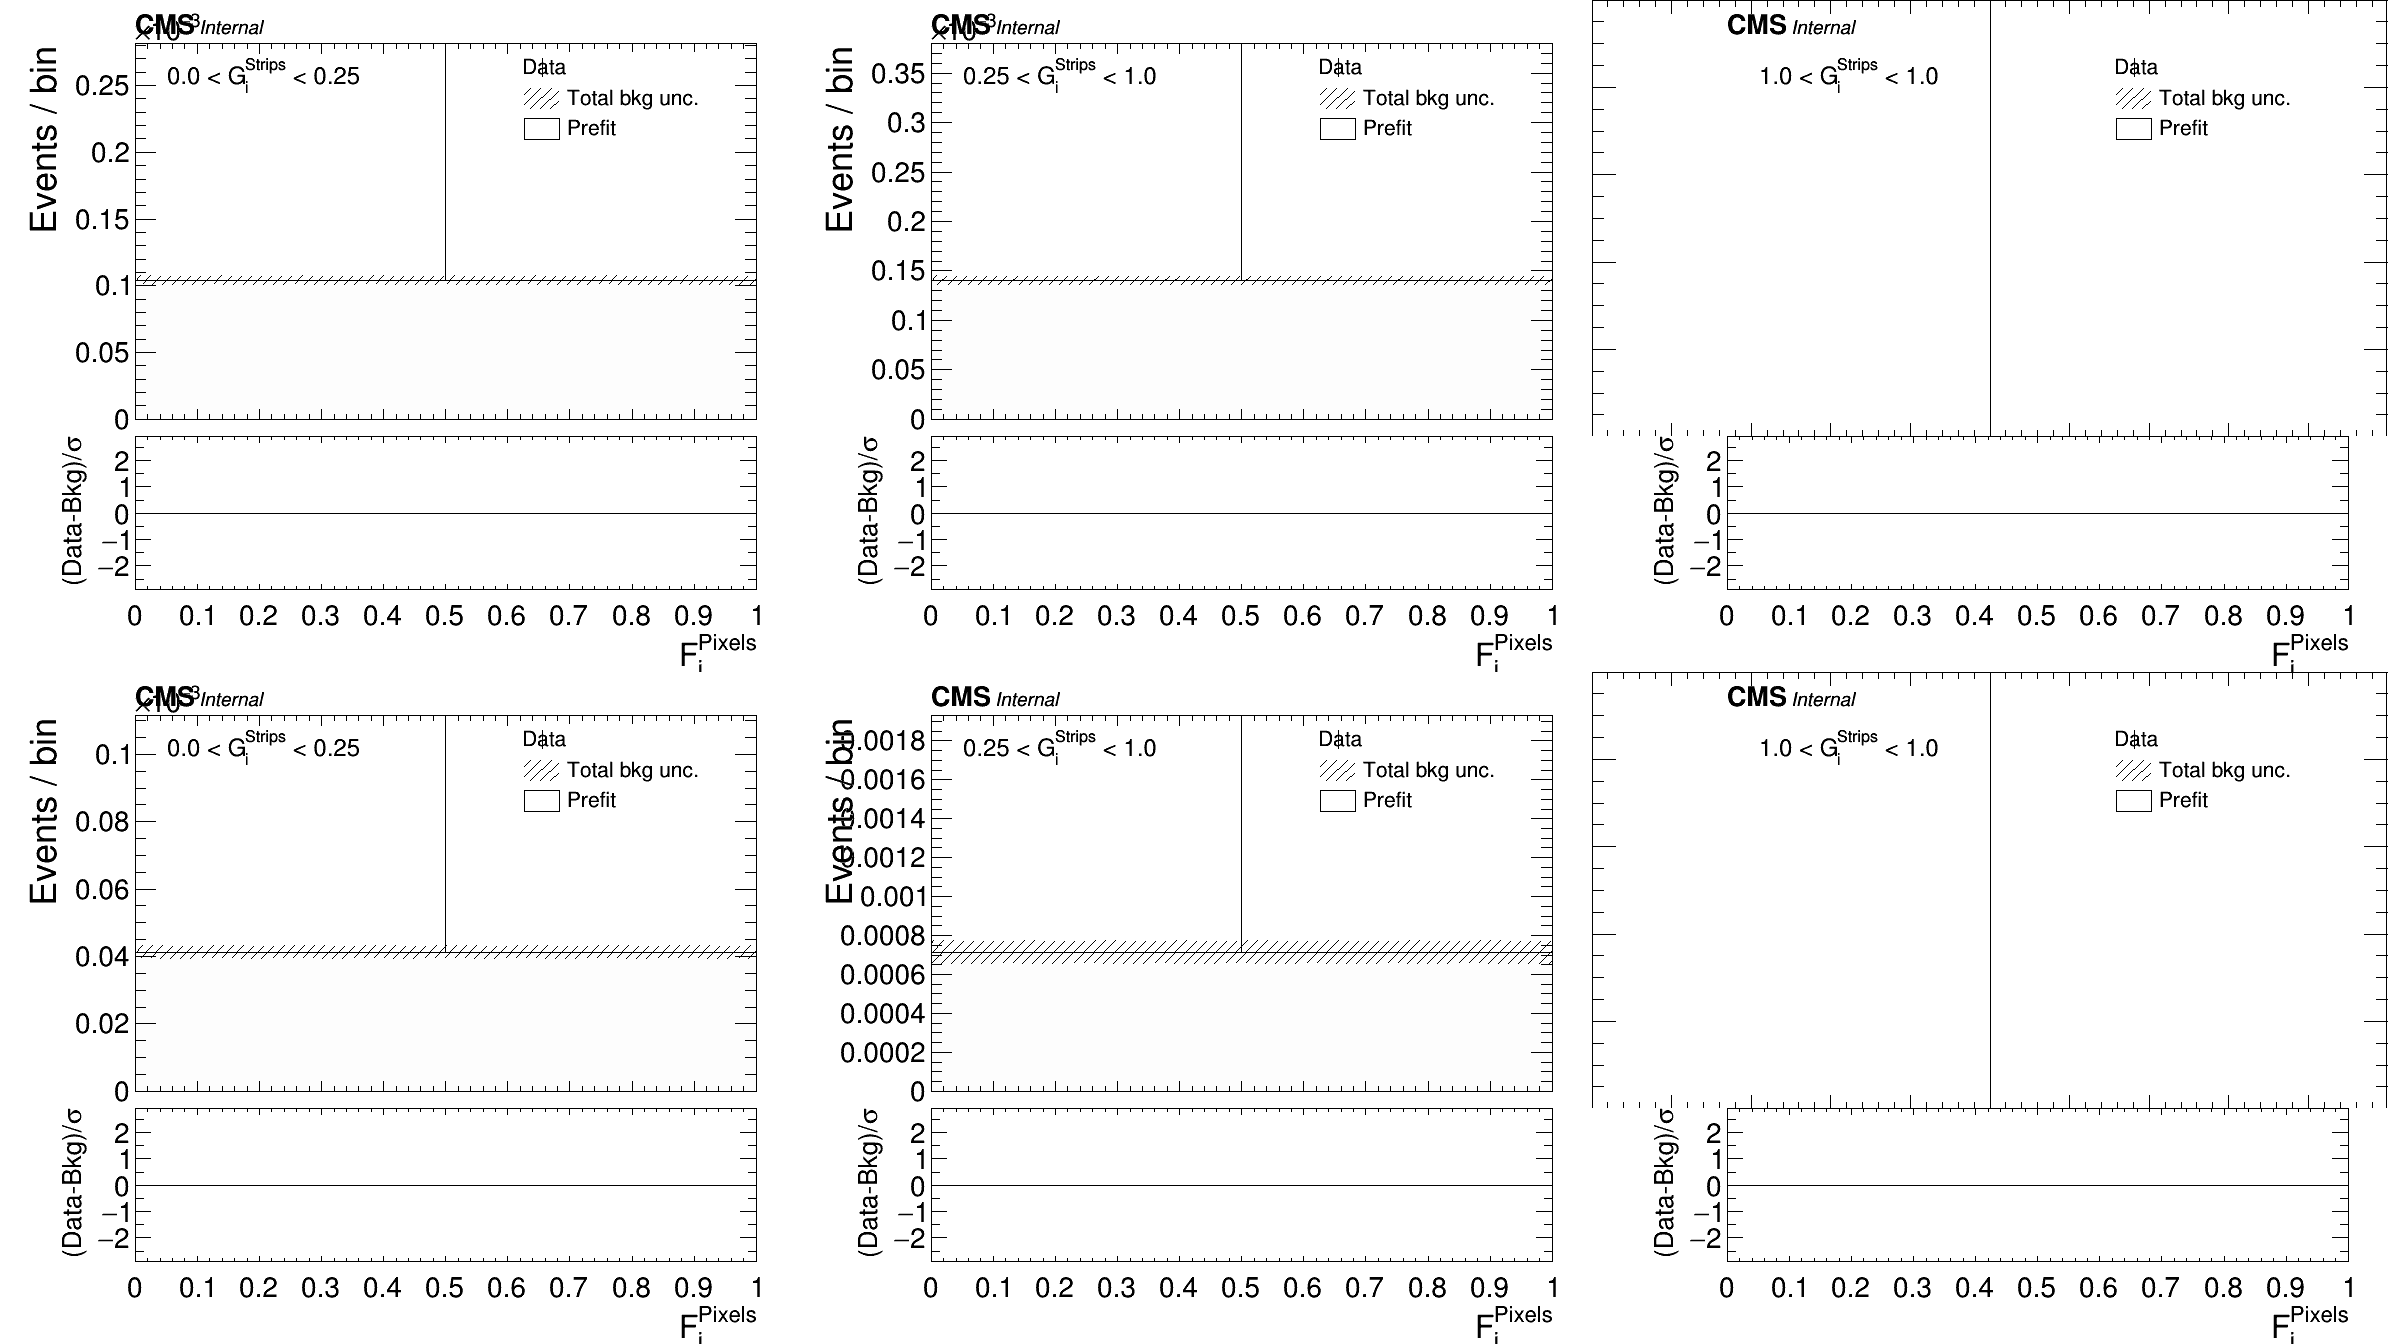 CMS Internal
×10³
Events / bin
0.0 < G_i^Strips < 0.25
Data
Total bkg unc.
Prefit
0.25
0.2
0.15
0.1
0.05
0
(Data-Bkg)/σ
2
1
0
−1
−2
0 0.1 0.2 0.3 0.4 0.5 0.6 0.7 0.8 0.9 1
F_i^Pixels
CMS Internal
×10³
Events / bin
0.25 < G_i^Strips < 1.0
Data
Total bkg unc.
Prefit
0.35
0.3
0.25
0.2
0.15
0.1
0.05
0
(Data-Bkg)/σ
2
1
0
−1
−2
0 0.1 0.2 0.3 0.4 0.5 0.6 0.7 0.8 0.9 1
F_i^Pixels
CMS Internal
1.0 < G_i^Strips < 1.0
Data
Total bkg unc.
Prefit
(Data-Bkg)/σ
2
1
0
−1
−2
0 0.1 0.2 0.3 0.4 0.5 0.6 0.7 0.8 0.9 1
F_i^Pixels
CMS Internal
×10³
Events / bin
0.0 < G_i^Strips < 0.25
Data
Total bkg unc.
Prefit
0.1
0.08
0.06
0.04
0.02
0
(Data-Bkg)/σ
2
1
0
−1
−2
0 0.1 0.2 0.3 0.4 0.5 0.6 0.7 0.8 0.9 1
F_i^Pixels
CMS Internal
Events / bin
0.25 < G_i^Strips < 1.0
Data
Total bkg unc.
Prefit
0.0018
0.0016
0.0014
0.0012
0.001
0.0008
0.0006
0.0004
0.0002
0
(Data-Bkg)/σ
2
1
0
−1
−2
0 0.1 0.2 0.3 0.4 0.5 0.6 0.7 0.8 0.9 1
F_i^Pixels
CMS Internal
1.0 < G_i^Strips < 1.0
Data
Total bkg unc.
Prefit
(Data-Bkg)/σ
2
1
0
−1
−2
0 0.1 0.2 0.3 0.4 0.5 0.6 0.7 0.8 0.9 1
F_i^Pixels